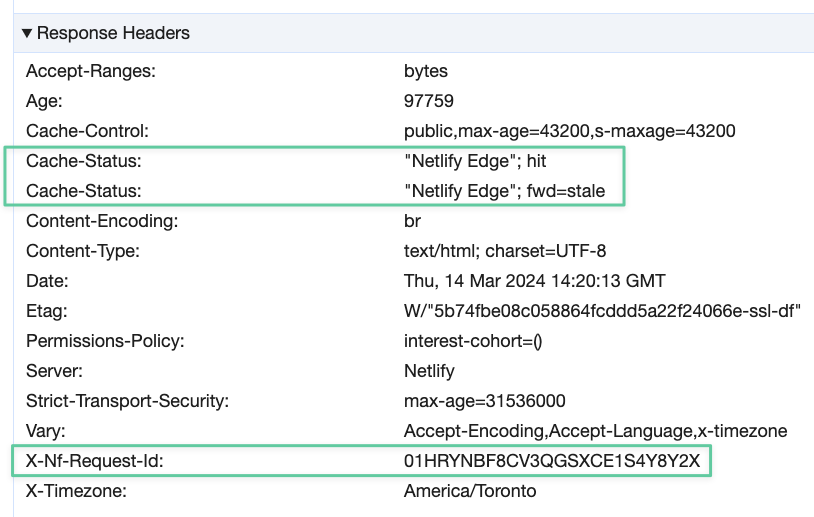 ▼ Response Headers
Accept-Ranges: bytes
Age: 97759
Cache-Control: public,max-age=43200,s-maxage=43200
Cache-Status: "Netlify Edge"; hit
Cache-Status: "Netlify Edge"; fwd=stale
Content-Encoding: br
Content-Type: text/html; charset=UTF-8
Date: Thu, 14 Mar 2024 14:20:13 GMT
Etag: W/"5b74fbe08c058864fcddd5a22f24066e-ssl-df"
Permissions-Policy: interest-cohort=()
Server: Netlify
Strict-Transport-Security: max-age=31536000
Vary: Accept-Encoding,Accept-Language,x-timezone
X-Nf-Request-Id: 01HRYNBF8CV3QGSXCE1S4Y8Y2X
X-Timezone: America/Toronto